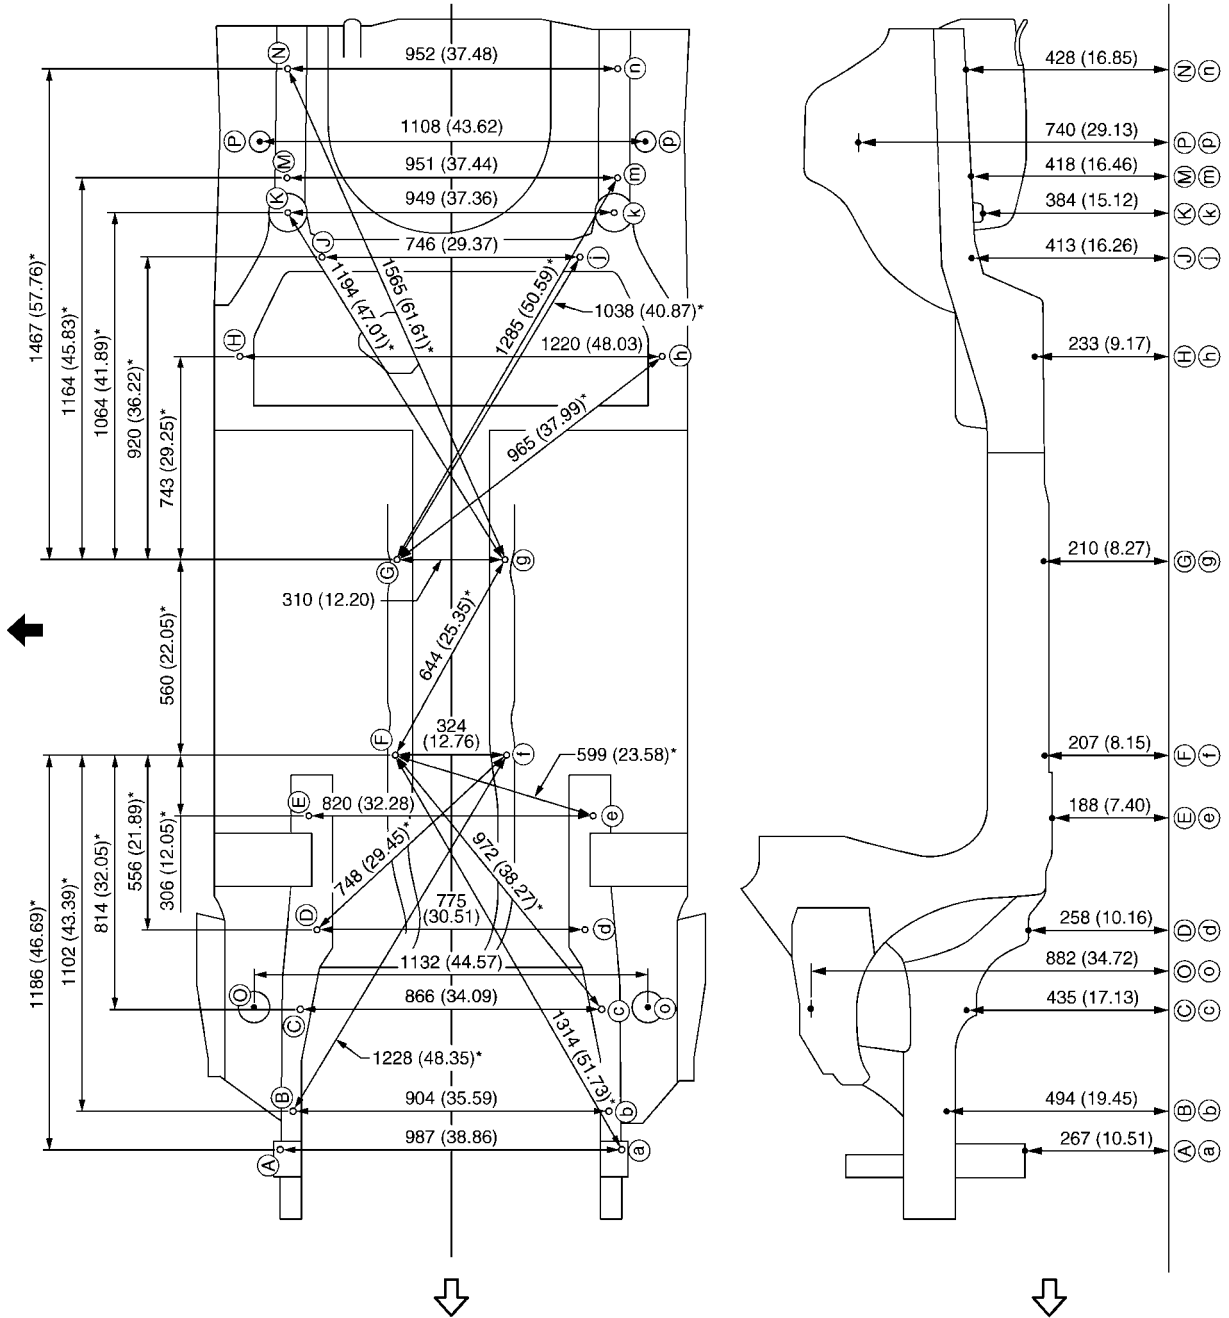 N
952 (37.48)
n
P
1108 (43.62)
p
M
951 (37.44)
m
K
949 (37.36)
k
J
746 (29.37)
j
1194 (47.01)*
1565 (61.61)*
1285 (50.59)*
1038 (40.87)*
H
1220 (48.03)
h
965 (37.99)*
1467 (57.76)*
1164 (45.83)*
1064 (41.89)*
920 (36.22)*
743 (29.25)*
G
g
310 (12.20)
560 (22.05)*
644 (25.35)*
F
324
(12.76)
f
599 (23.58)*
E
820 (32.28)
e
748 (29.45)*
972 (38.27)*
D
775
(30.51)
d
1132 (44.57)
O
o
C
866 (34.09)
c
1228 (48.35)*
1314 (51.73)*
B
904 (35.59)
b
A
987 (38.86)
a
1186 (46.69)*
1102 (43.39)*
814 (32.05)*
556 (21.89)*
306 (12.05)*
428 (16.85)
N n
740 (29.13)
P p
418 (16.46)
M m
384 (15.12)
K k
413 (16.26)
J j
233 (9.17)
H h
210 (8.27)
G g
207 (8.15)
F f
188 (7.40)
E e
258 (10.16)
D d
882 (34.72)
O o
435 (17.13)
C c
494 (19.45)
B b
267 (10.51)
A a